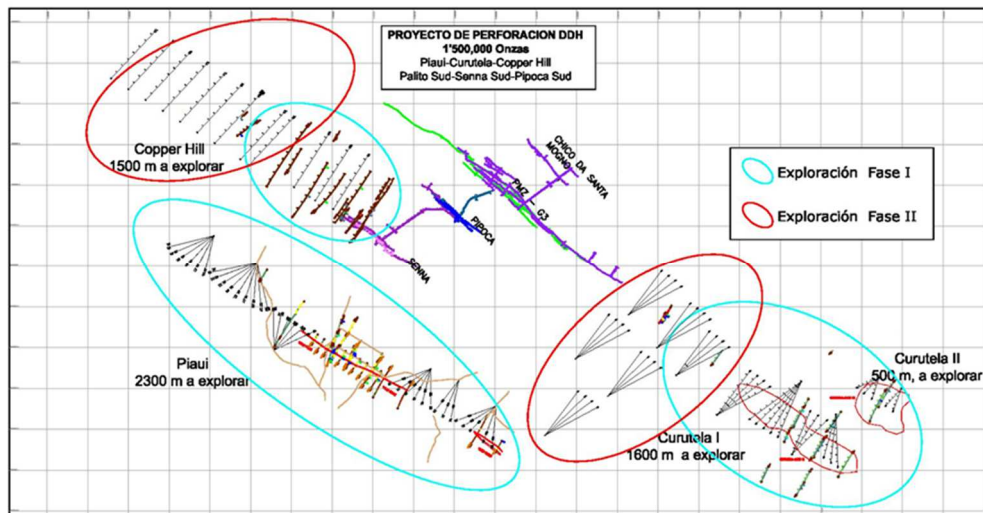 PROYECTO DE PERFORACION DDH
1'500,000 Onzas
Piaui-Curutela-Copper Hill
Palito Sud-Senna Sud-Pipoca Sud
Copper Hill
1500 m a explorar
CHICO DA SANTA
MOGNO
PMZ - G3
PIPOCA
SENNA
Exploración Fase I
Exploración Fase II
Piaui
2300 m a explorar
Curutela II
500 m, a explorar
Curutela I
1600 m a explorar